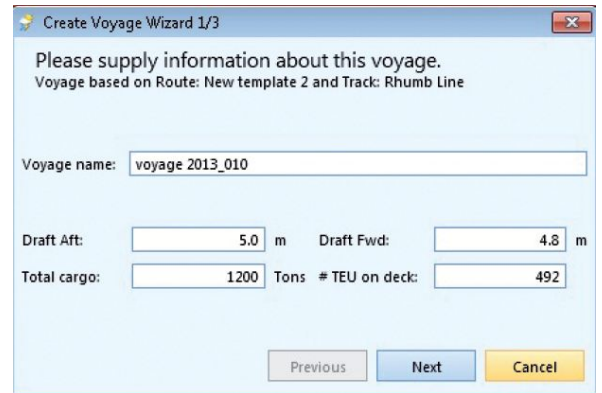 Create Voyage Wizard 1/3
Please supply information about this voyage.
Voyage based on Route: New template 2 and Track: Rhumb Line
Voyage name: voyage 2013_010
Draft Aft: 5.0 m Draft Fwd: 4.8 m
Total cargo: 1200 Tons # TEU on deck: 492
Previous Next Cancel